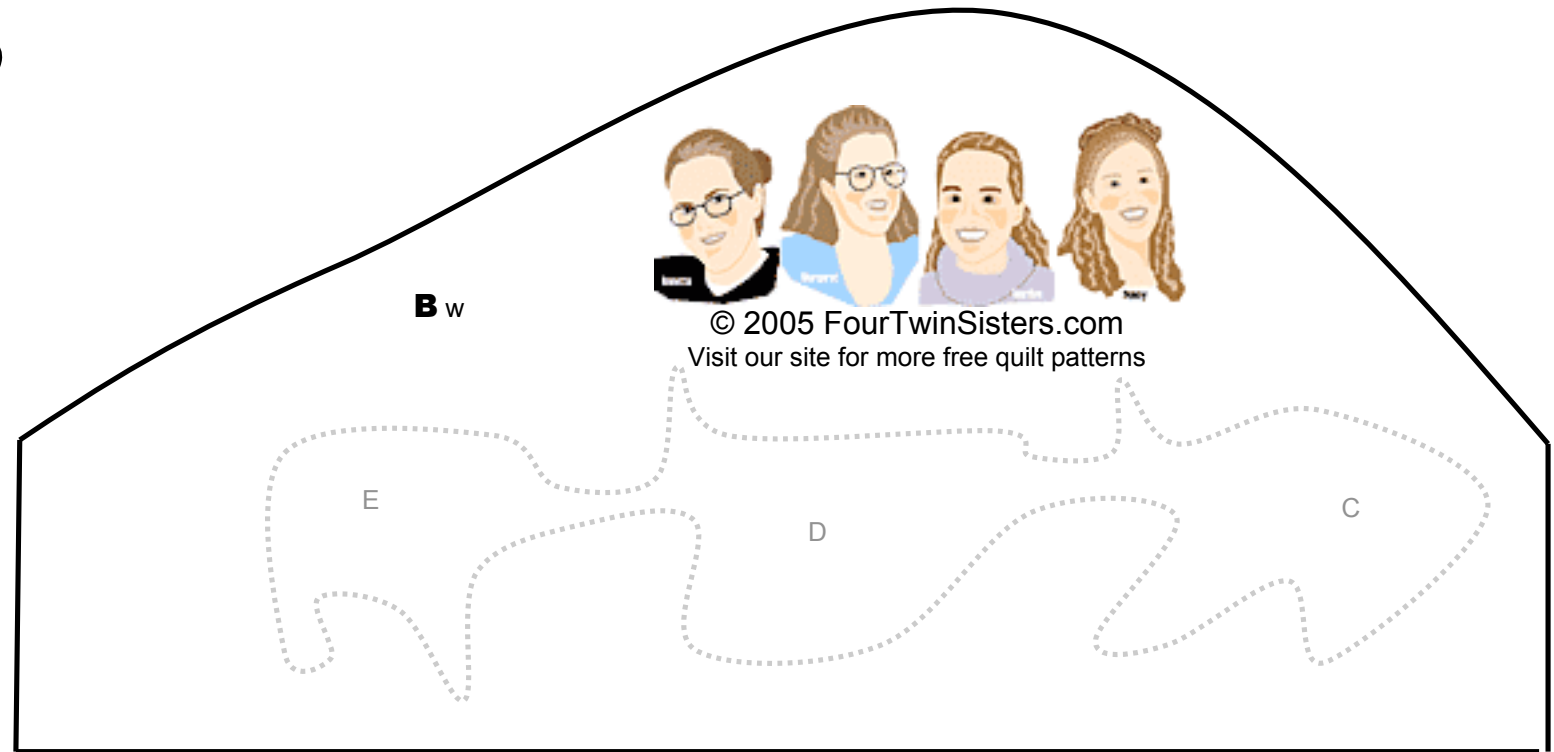 B w
© 2005 FourTwinSisters.com
Visit our site for more free quilt patterns
E
D
C